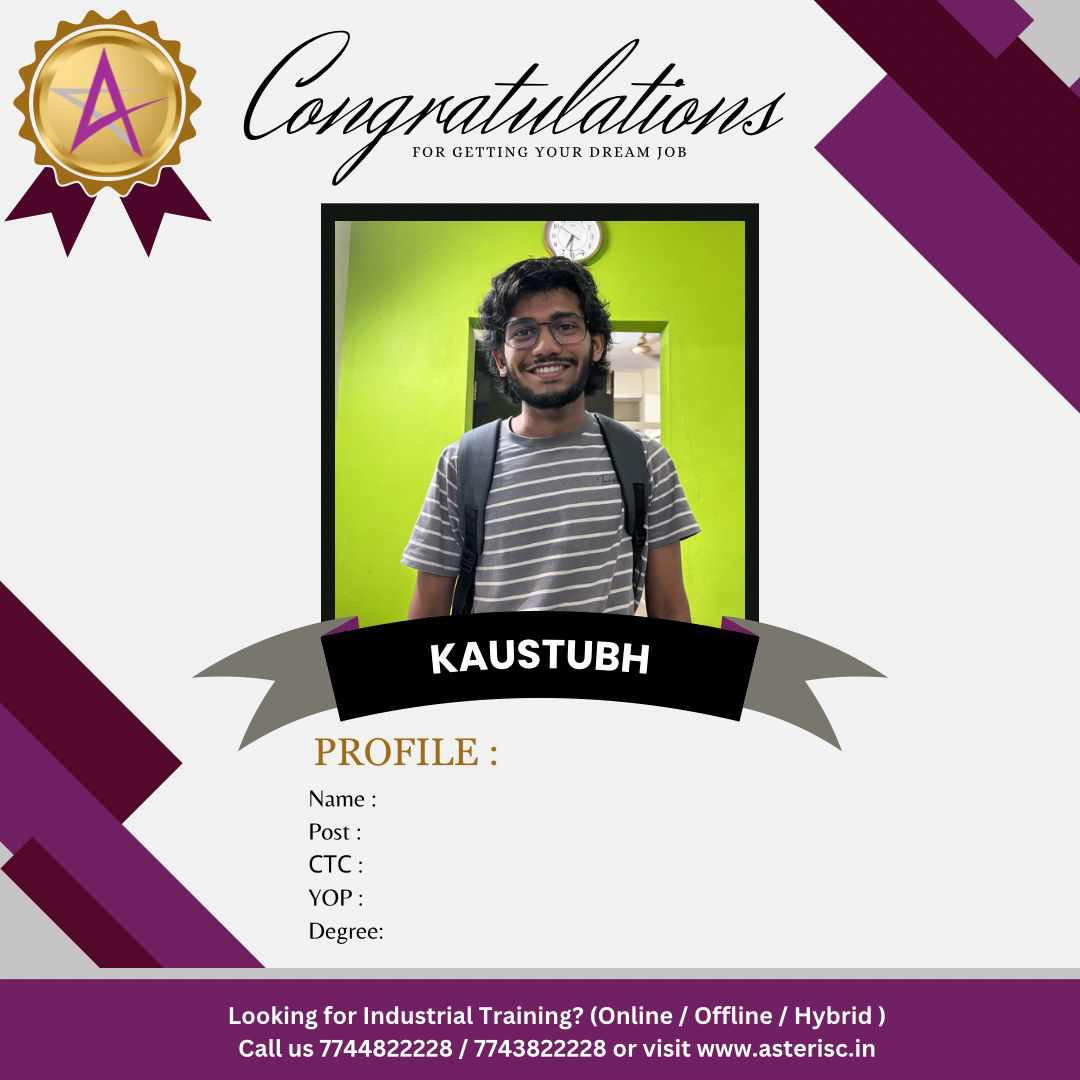 Congratulations
FOR GETTING YOUR DREAM JOB
KAUSTUBH
PROFILE :
Name :
Post :
CTC :
YOP :
Degree:
Looking for Industrial Training? (Online / Offline / Hybrid )
Call us 7744822228 / 7743822228 or visit www.asterisc.in